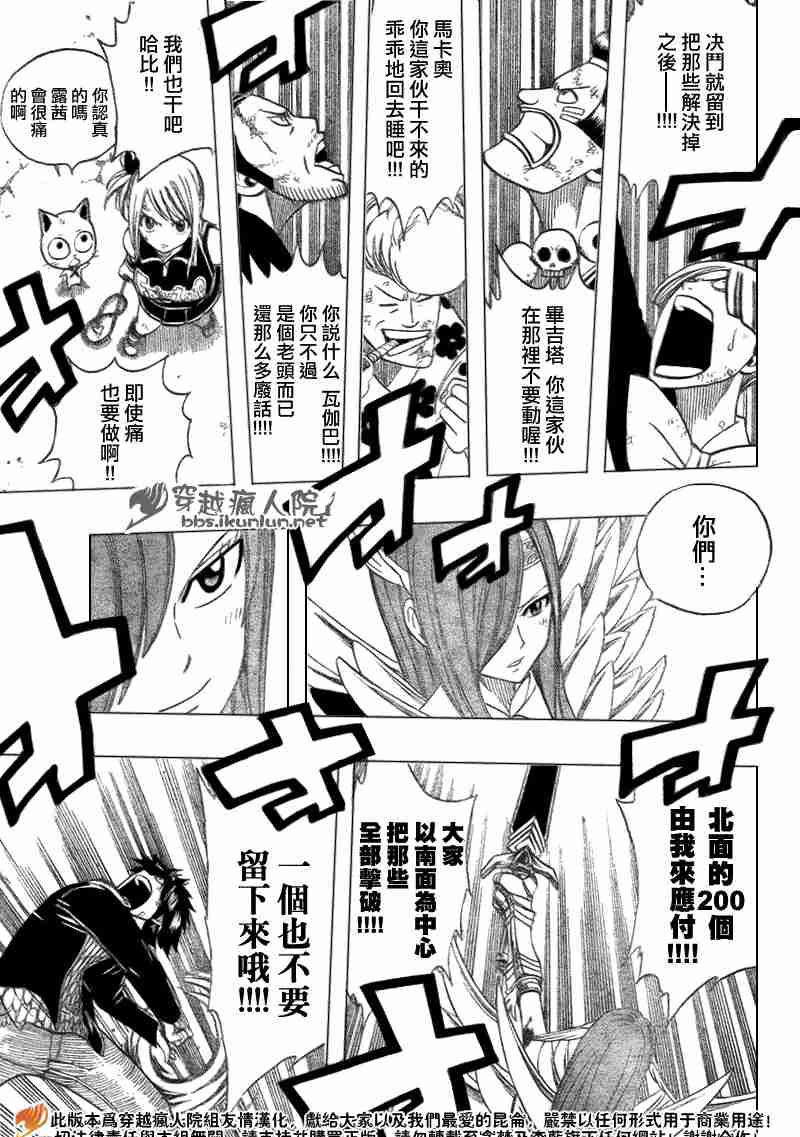 決鬥就留到
把那些解決掉
之後——
!!!!
畢吉塔 你這家伙
在那裡不要動喔!!!
馬卡奧
你這家伙干不來的
乖乖地回去睡吧!!!
你説什么 瓦伽巴
你只不過
是個老頭而已
還那么多廢話!!!!
我們也干吧
哈比!!
你認真
的嗎
露茜
會很痛
的啊
即使痛
也要做啊!!
穿越瘋人院
bbs.ikunlun.net
你們…
北面的200個
由我來應付
!!!!
大家
以南面為中心
把那些
全部擊破!!!!
一個也不要
留下來哦!!!!
此版本爲穿越瘋人院組友情漢化，獻給大家以及我們最愛的昆侖，嚴禁以任何形式用于商業用途!